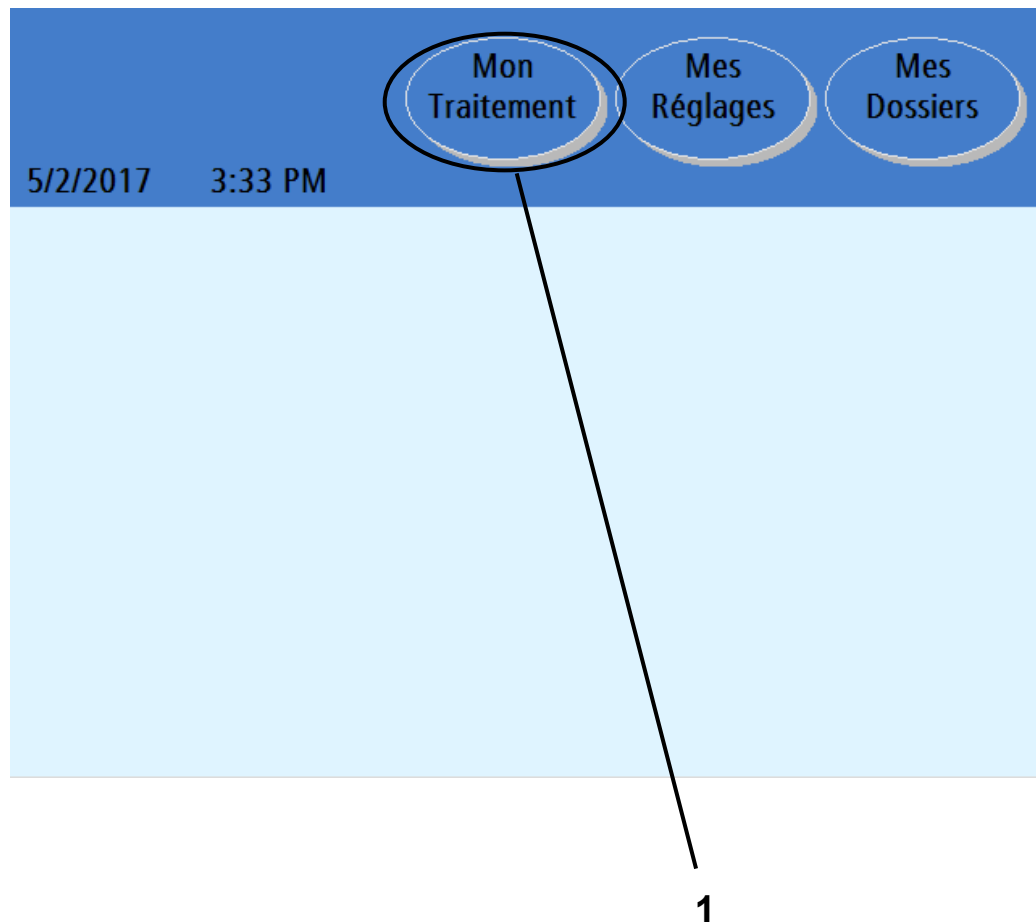 Mon
Traitement
Mes
Réglages
Mes
Dossiers
5/2/2017 3:33 PM
1